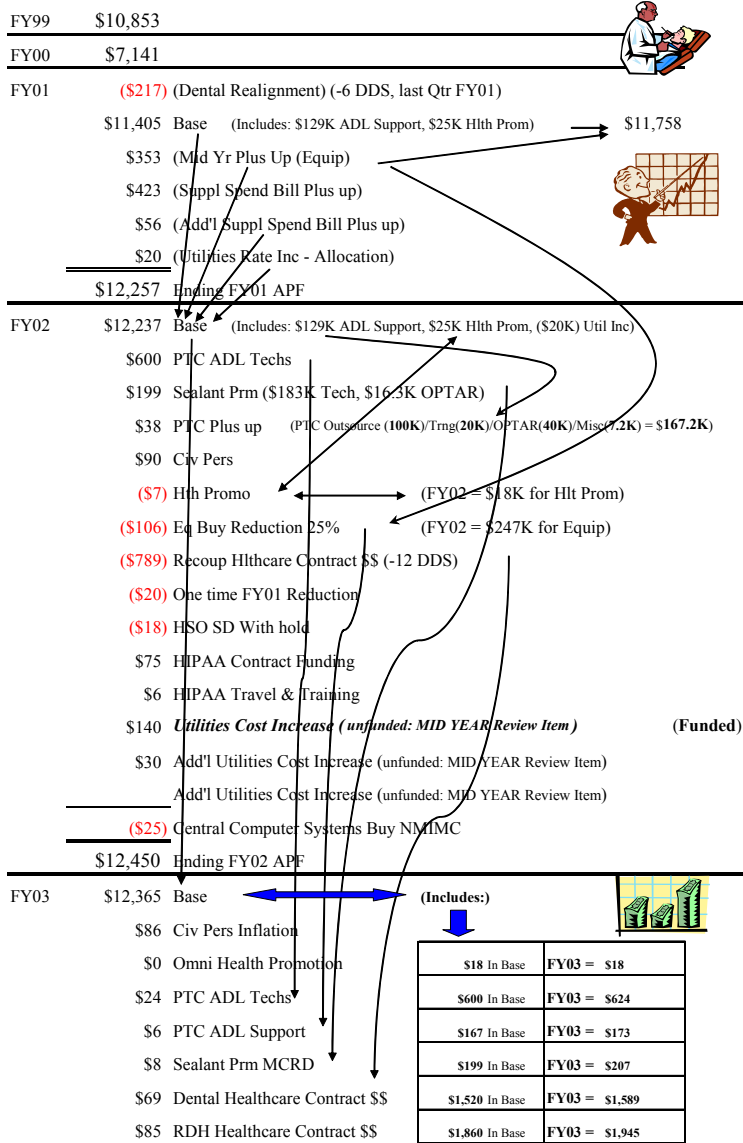 FY99 $10,853
FY00 $7,141
FY01 ($217) (Dental Realignment) (-6 DDS, last Qtr FY01)
$11,405 Base (Includes: $129K ADL Support, $25K Hlth Prom) $11,758
$353 (Mid Yr Plus Up (Equip)
$423 (Suppl Spend Bill Plus up)
$56 (Add'l Suppl Spend Bill Plus up)
$20 (Utilities Rate Inc - Allocation)
$12,257 Ending FY01 APF
FY02 $12,237 Base (Includes: $129K ADL Support, $25K Hlth Prom, ($20K) Util Inc)
$600 PTC ADL Techs
$199 Sealant Prm ($183K Tech, $16.3K OPTAR)
$38 PTC Plus up (PTC Outsource (100K)/Trng(20K)/OPTAR(40K)/Misc(7.2K) = $167.2K)
$90 Civ Pers
($7) Hth Promo (FY02 = $18K for Hlt Prom)
($106) Eq Buy Reduction 25% (FY02 = $247K for Equip)
($789) Recoup Hlthcare Contract $$ (-12 DDS)
($20) One time FY01 Reduction
($18) HSO SD With hold
$75 HIPAA Contract Funding
$6 HIPAA Travel & Training
$140 Utilities Cost Increase ( unfunded: MID YEAR Review Item ) (Funded)
$30 Add'l Utilities Cost Increase (unfunded: MID YEAR Review Item)
Add'l Utilities Cost Increase (unfunded: MID YEAR Review Item)
($25) Central Computer Systems Buy NMIMC
$12,450 Ending FY02 APF
FY03 $12,365 Base (Includes:)
$86 Civ Pers Inflation
$0 Omni Health Promotion $18 In Base FY03 = $18
$24 PTC ADL Techs $600 In Base FY03 = $624
$6 PTC ADL Support $167 In Base FY03 = $173
$8 Sealant Prm MCRD $199 In Base FY03 = $207
$69 Dental Healthcare Contract $$ $1,520 In Base FY03 = $1,589
$85 RDH Healthcare Contract $$ $1,860 In Base FY03 = $1,945